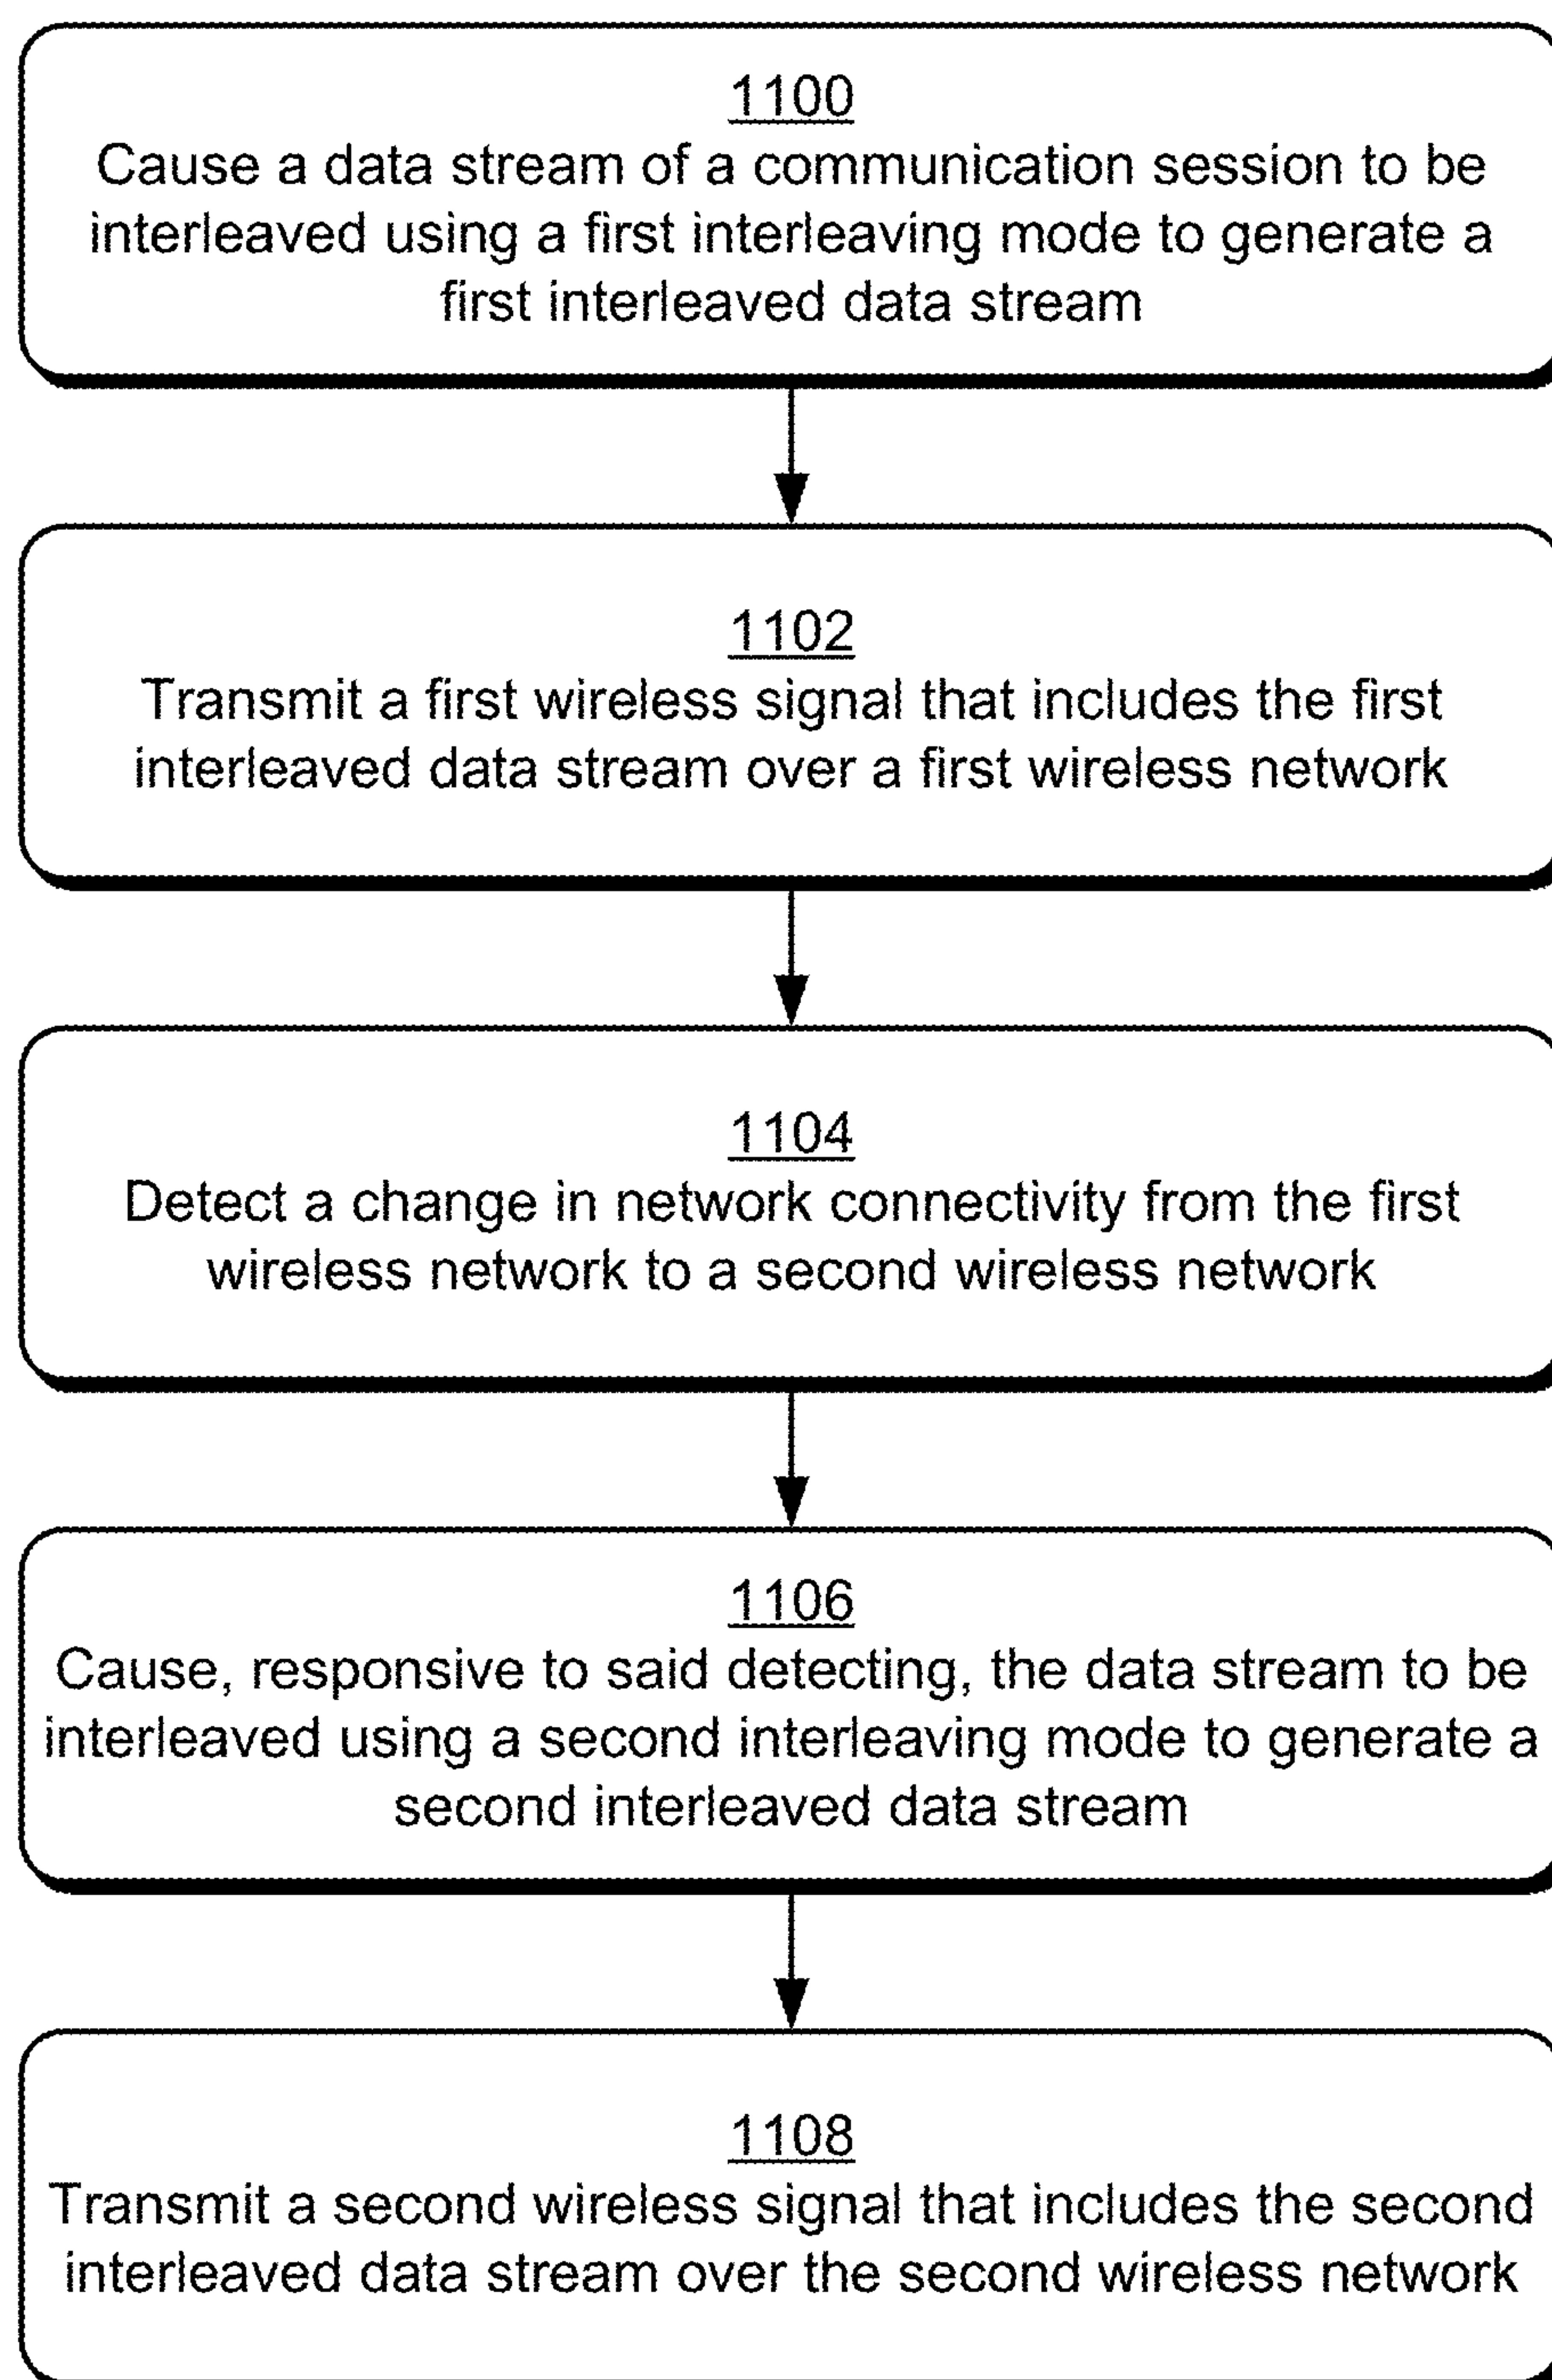 1100
Cause a data stream of a communication session to be
interleaved using a first interleaving mode to generate a
first interleaved data stream
1102
Transmit a first wireless signal that includes the first
interleaved data stream over a first wireless network
1104
Detect a change in network connectivity from the first
wireless network to a second wireless network
1106
Cause, responsive to said detecting, the data stream to be
interleaved using a second interleaving mode to generate a
second interleaved data stream
1108
Transmit a second wireless signal that includes the second
interleaved data stream over the second wireless network